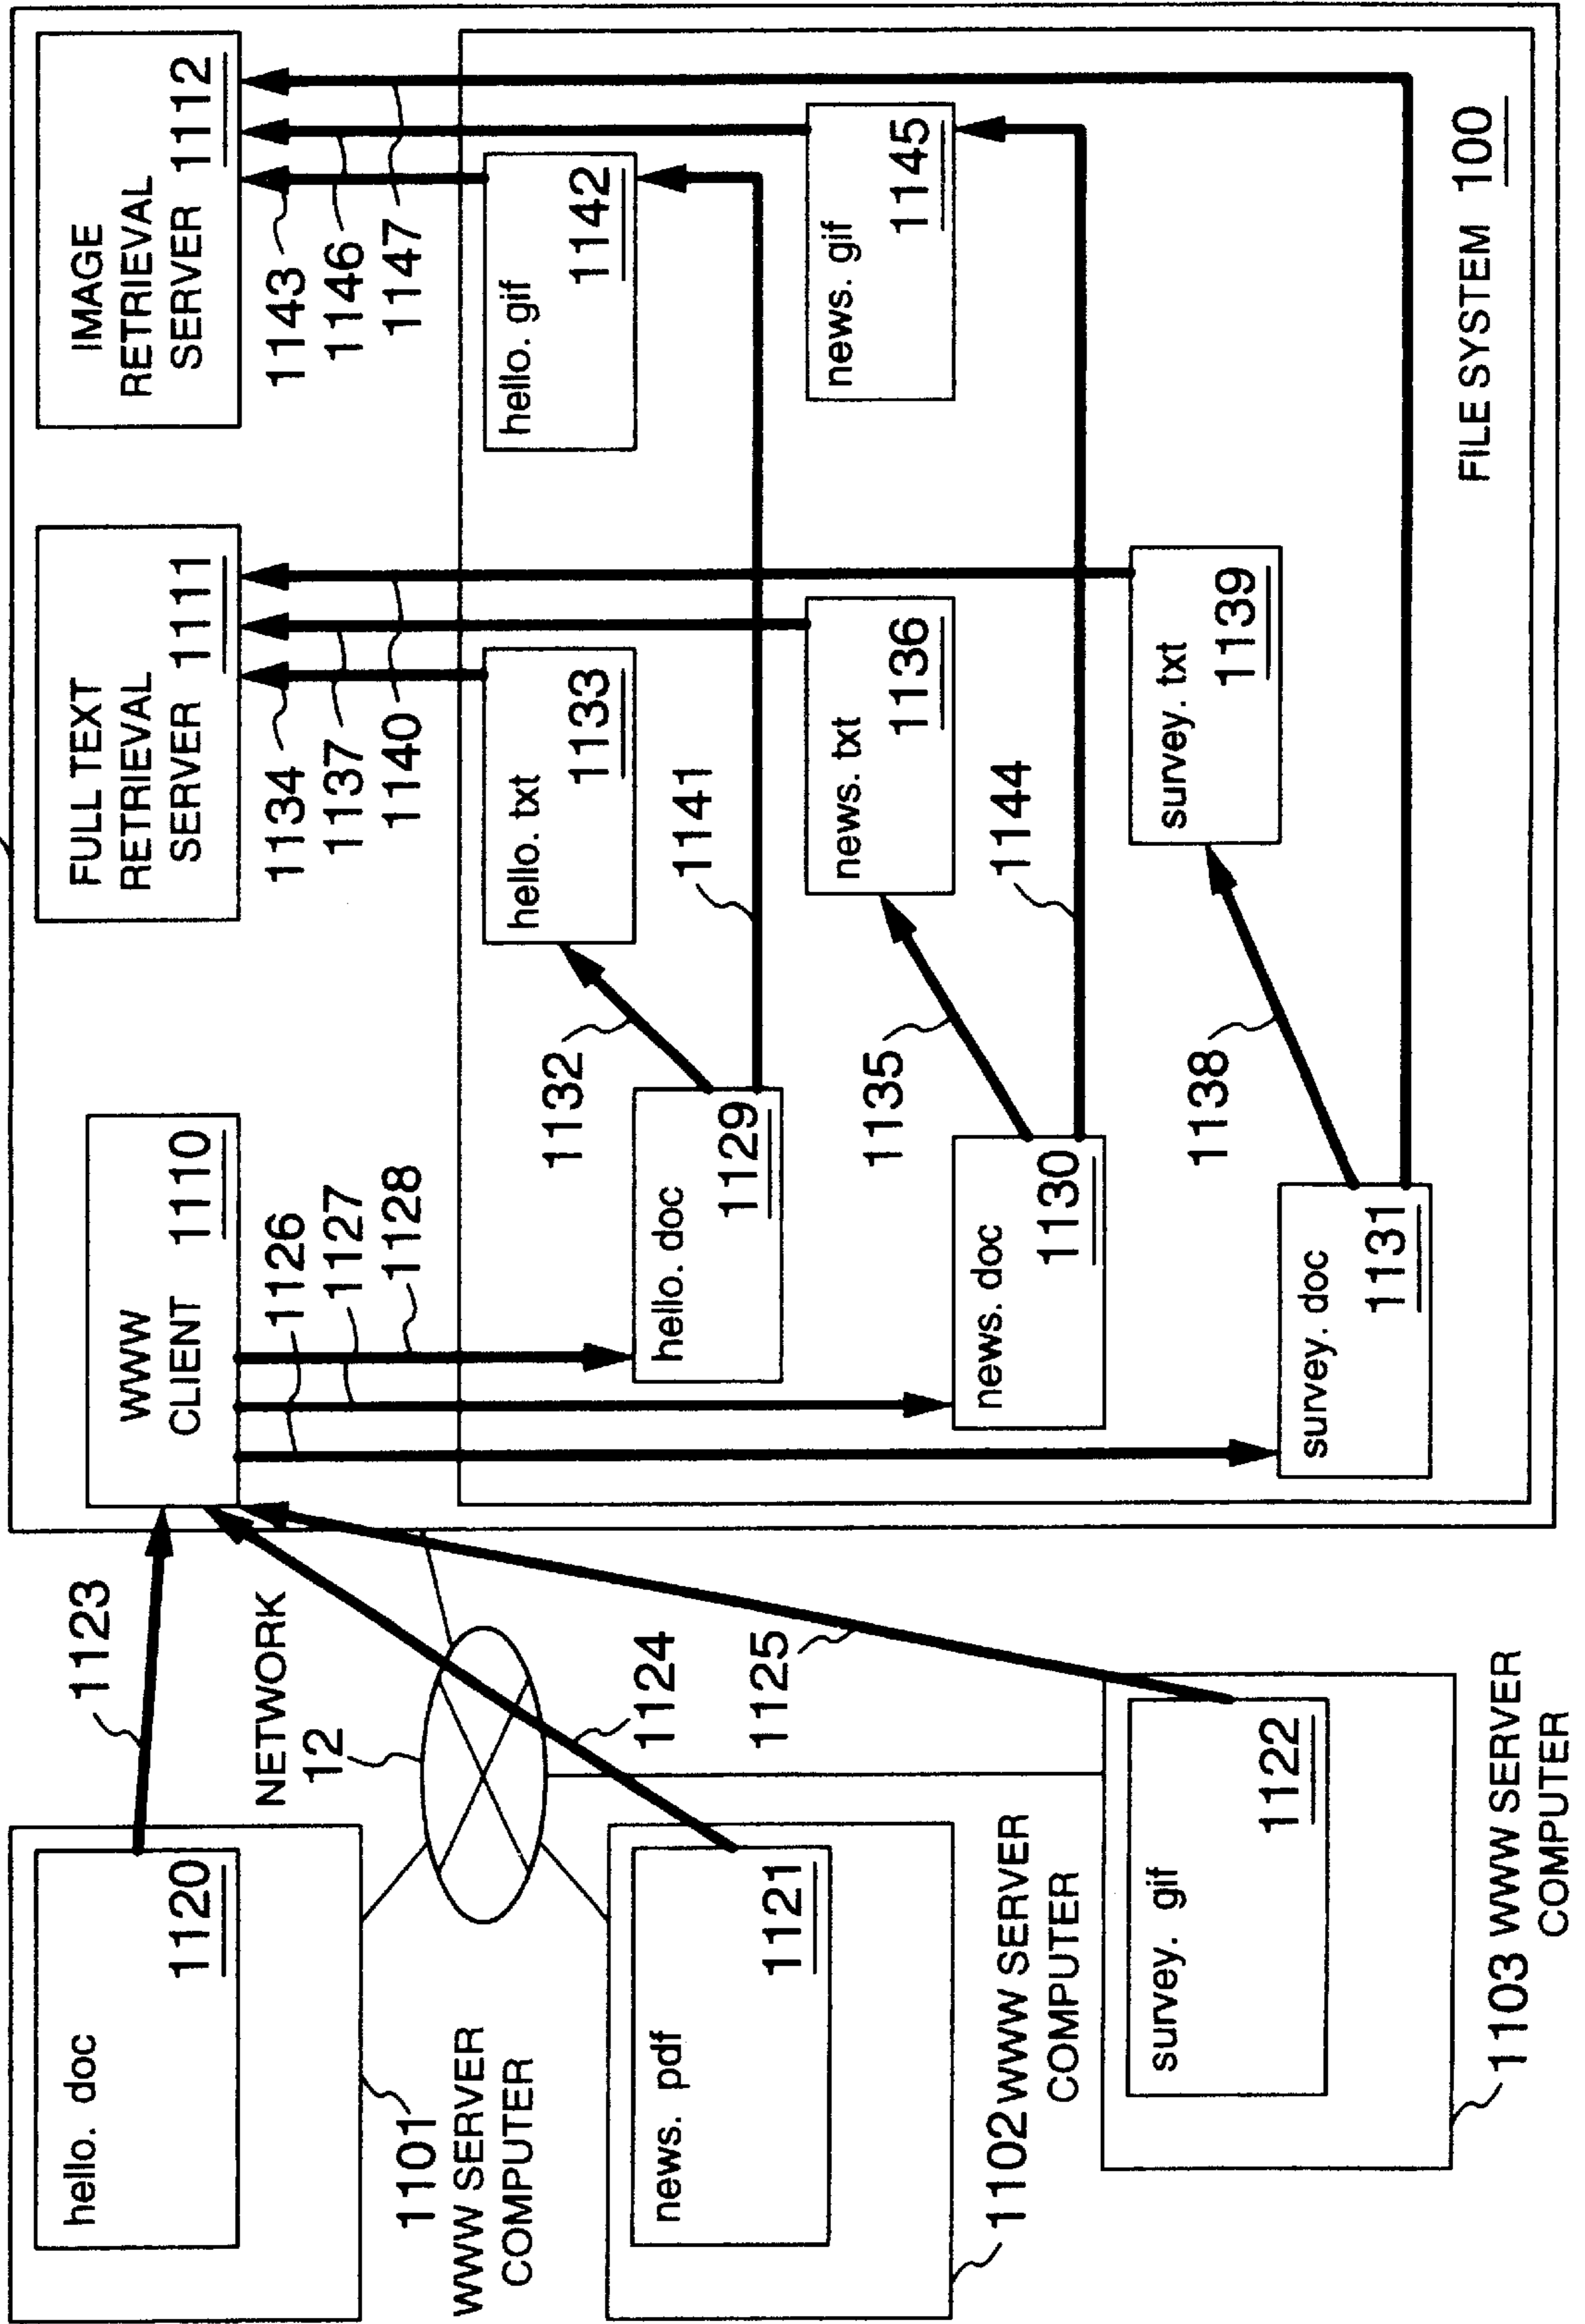 hello. doc
1120
1101
WWW SERVER
COMPUTER
news. pdf
1121
1102 WWW SERVER
COMPUTER
survey. gif
1122
1103 WWW SERVER
COMPUTER
NETWORK
12
1123
1124
1125
WWW
CLIENT 1110
1126
1127
1128
hello. doc
1129
news. doc
1130
survey. doc
1131
FULL TEXT
RETRIEVAL
SERVER 1111
1134
1137
1140
1132
hello. txt
1133
1141
1135
news. txt
1136
1144
1138
survey. txt
1139
IMAGE
RETRIEVAL
SERVER 1112
1143
1146
1147
hello. gif
1142
news. gif
1145
FILE SYSTEM 100